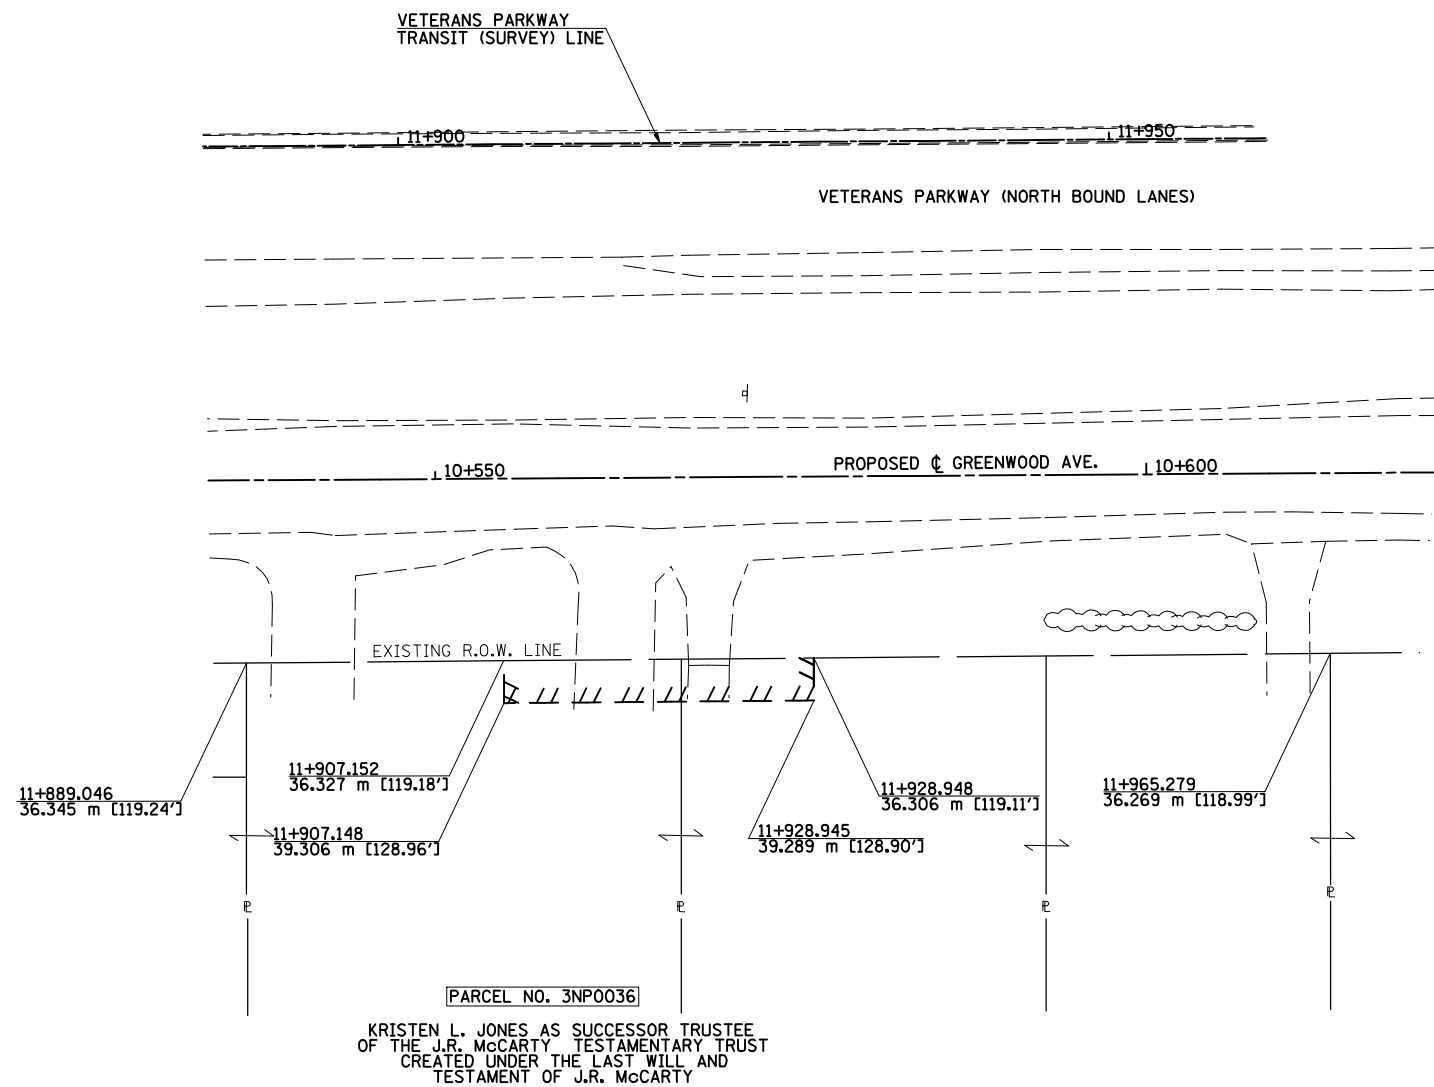 VETERANS PARKWAY
TRANSIT (SURVEY) LINE
11+900
11+950
VETERANS PARKWAY (NORTH BOUND LANES)
PROPOSED ℄ GREENWOOD AVE.
10+550
10+600
EXISTING R.O.W. LINE
11+907.152
36.327 m [119.18']
11+889.046
36.345 m [119.24']
11+928.948
36.306 m [119.11']
11+965.279
36.269 m [118.99']
11+907.148
39.306 m [128.96']
11+928.945
39.289 m [128.90']
PL
PL
PL
PL
PARCEL NO. 3NP0036
KRISTEN L. JONES AS SUCCESSOR TRUSTEE
OF THE J.R. McCARTY TESTAMENTARY TRUST
CREATED UNDER THE LAST WILL AND
TESTAMENT OF J.R. McCARTY